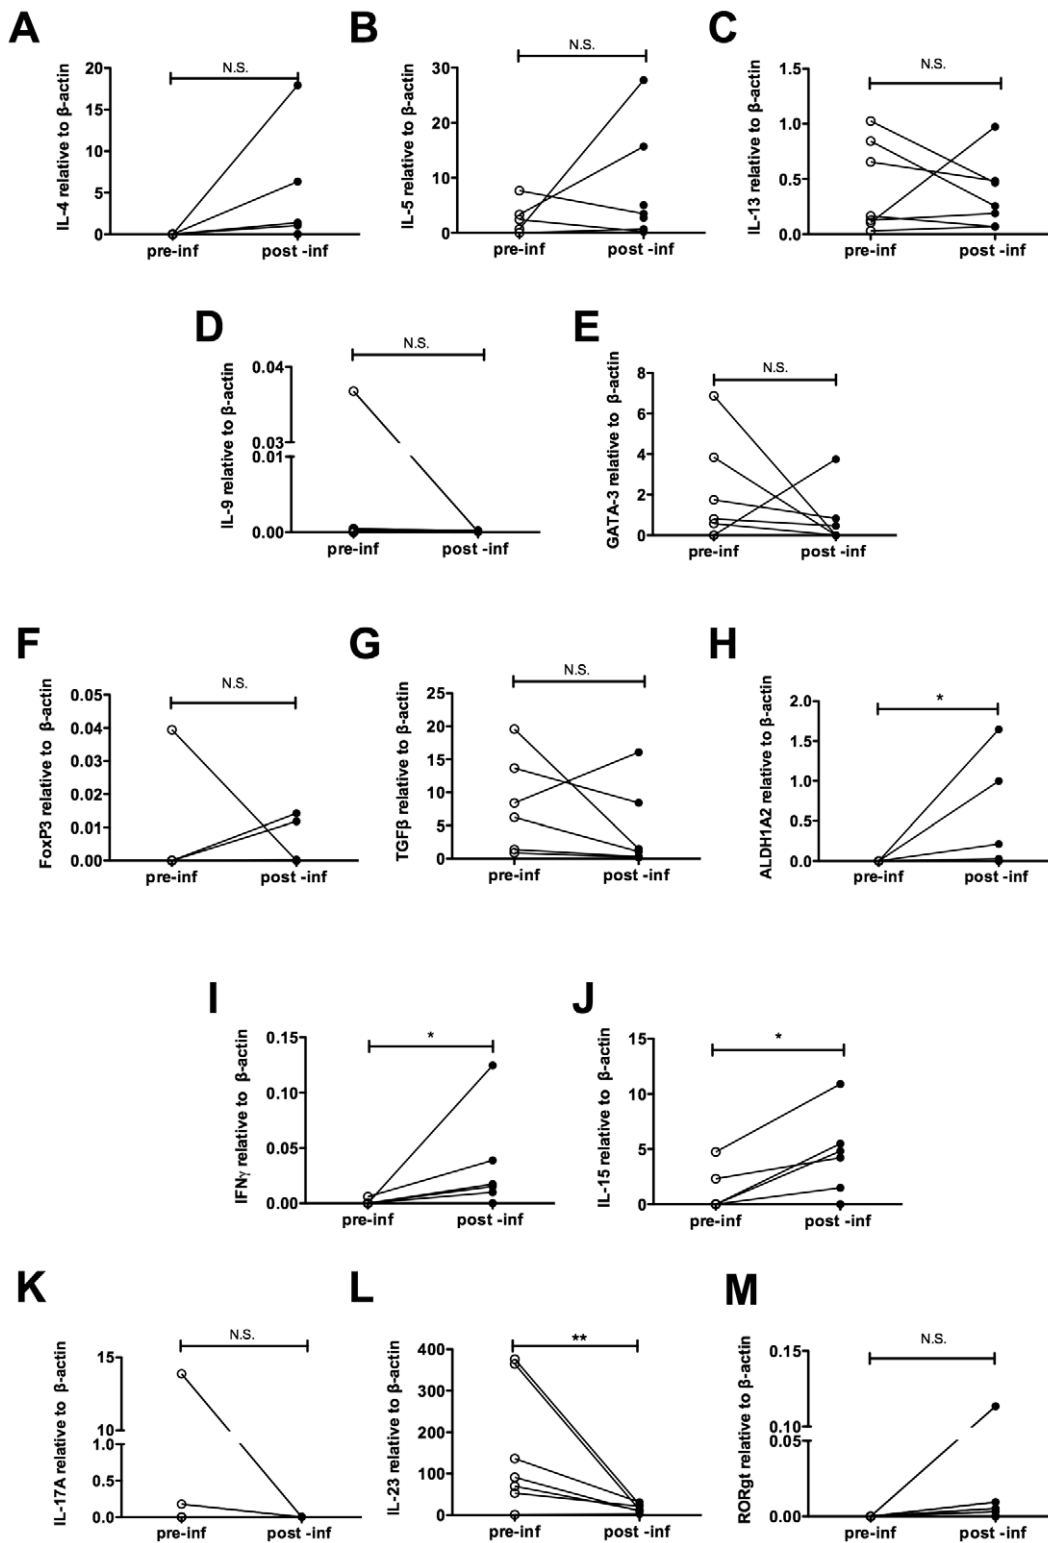 A
B
C
N.S.
N.S.
N.S.
IL-4 relative to β-actin
20
15
10
5
0
pre-inf
post -inf
IL-5 relative to β-actin
30
20
10
0
pre-inf
post -inf
IL-13 relative to β-actin
1.5
1.0
0.5
0.0
pre-inf
post -inf
D
E
N.S.
N.S.
IL-9 relative to β-actin
0.04
0.03
0.01
0.00
pre-inf
post -inf
GATA-3 relative to β-actin
8
6
4
2
0
pre-inf
post -inf
F
G
H
N.S.
N.S.
*
FoxP3 relative to β-actin
0.05
0.04
0.03
0.02
0.01
0.00
pre-inf
post -inf
TGFβ relative to β-actin
25
20
15
10
5
0
pre-inf
post -inf
ALDH1A2 relative to β-actin
2.0
1.5
1.0
0.5
0.0
pre-inf
post -inf
I
J
*
*
IFNγ relative to β-actin
0.15
0.10
0.05
0.00
pre-inf
post -inf
IL-15 relative to β-actin
15
10
5
0
pre-inf
post -inf
K
L
M
N.S.
**
N.S.
IL-17A relative to β-actin
15
10
1.0
0.5
0.0
pre-inf
post -inf
IL-23 relative to β-actin
400
300
200
100
0
pre-inf
post -inf
RORgt relative to β-actin
0.15
0.10
0.05
0.00
pre-inf
post -inf